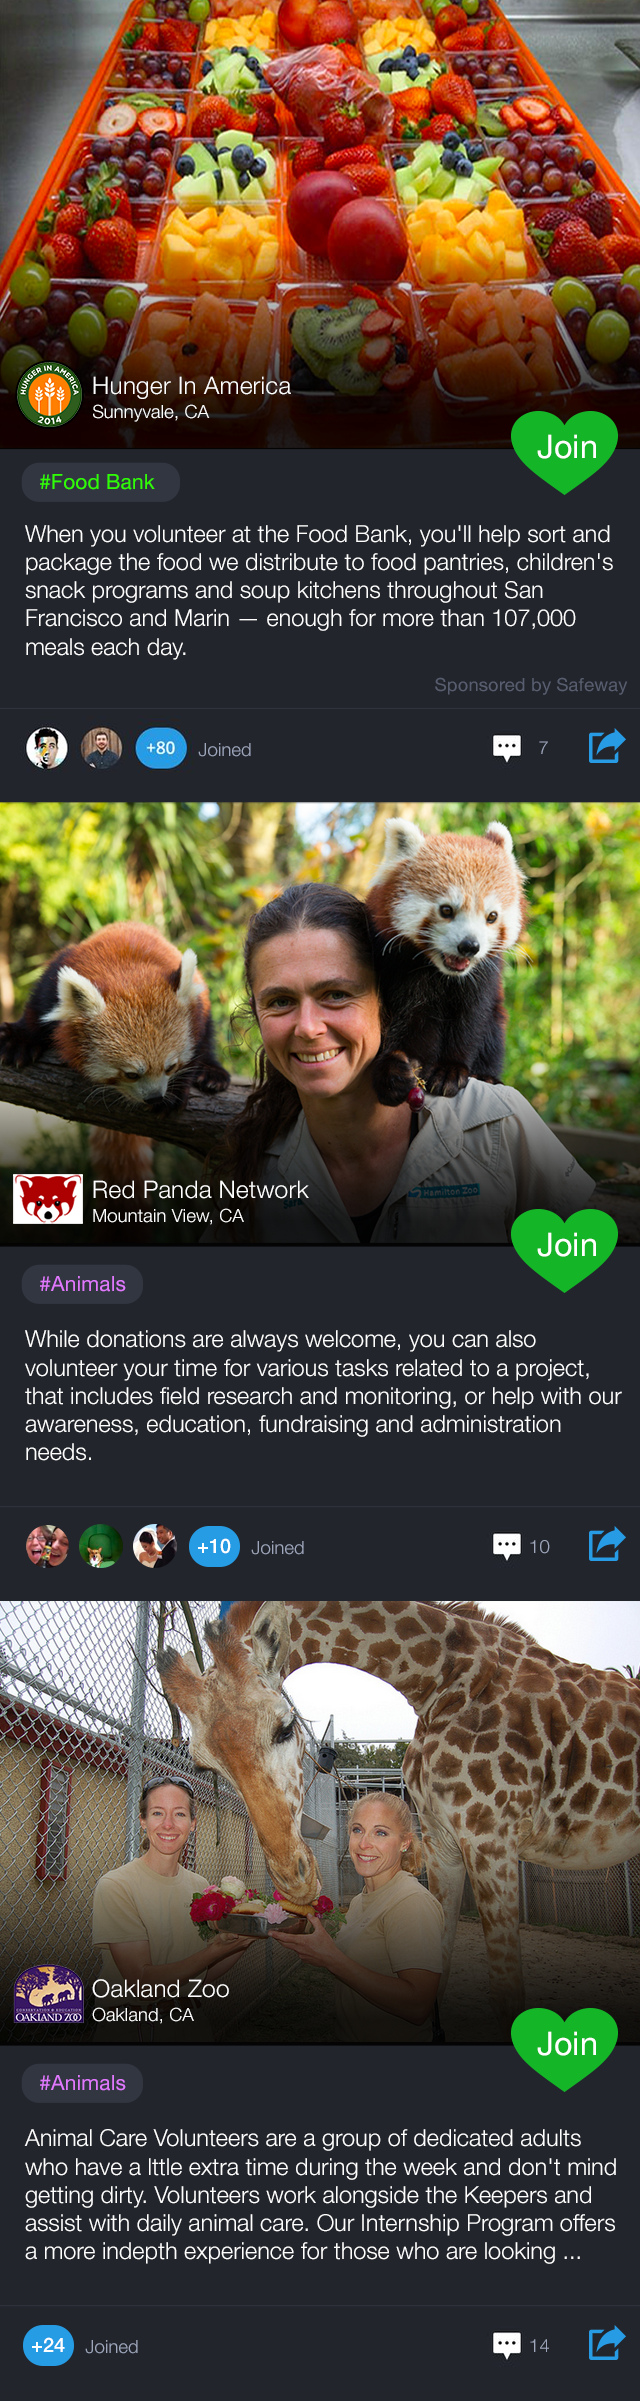 HUNGER IN AMERICA
2014
Hunger In America
Sunnyvale, CA
Join
#Food Bank
When you volunteer at the Food Bank, you'll help sort and
package the food we distribute to food pantries, children's
snack programs and soup kitchens throughout San
Francisco and Marin — enough for more than 107,000
meals each day.
Sponsored by Safeway
+80 Joined 7
Hamilton Zoo
Red Panda Network
Mountain View, CA
Join
#Animals
While donations are always welcome, you can also
volunteer your time for various tasks related to a project,
that includes field research and monitoring, or help with our
awareness, education, fundraising and administration
needs.
+10 Joined 10
CONSERVATION & EDUCATION
OAKLAND ZOO
Oakland Zoo
Oakland, CA
Join
#Animals
Animal Care Volunteers are a group of dedicated adults
who have a lttle extra time during the week and don't mind
getting dirty. Volunteers work alongside the Keepers and
assist with daily animal care. Our Internship Program offers
a more indepth experience for those who are looking ...
+24 Joined 14